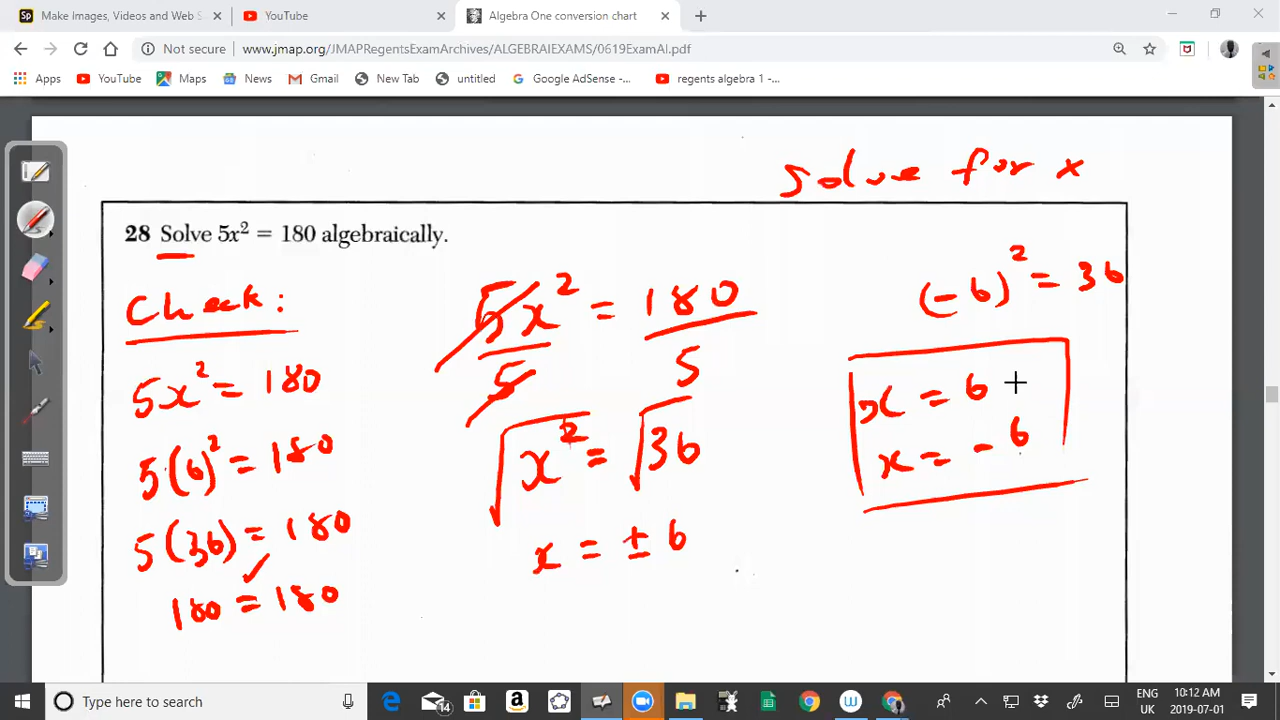 Make Images, Videos and Web S
YouTube
Algebra One conversion chart
Not secure
www.jmap.org/JMAPRegentsExamArchives/ALGEBRAIEXAMS/0619ExamAI.pdf
Apps
YouTube
Maps
News
Gmail
New Tab
untitled
Google AdSense -...
regents algebra 1 -...
solve for x
28 Solve 5x² = 180 algebraically.
Check:
5x² = 180
5(6)² = 180
5(36) = 180
180 = 180
5x² = 180
5 5
√x² = √36
x = ± 6
(-6)² = 36
x = 6
x = -6
Type here to search
14
ENG
UK
10:12 AM
2019-07-01